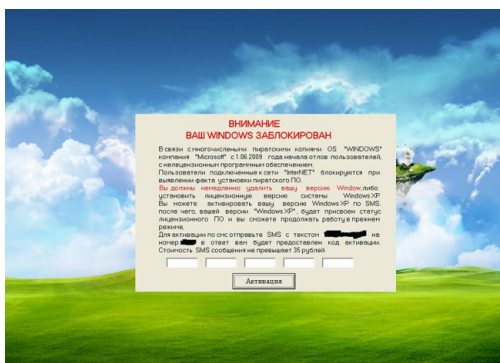 ВНИМАНИЕ
ВАШ WINDOWS ЗАБЛОКИРОВАН
В связи с многочисленыыми пиратскими копиями OS "WINDOWS"
компания "Microsoft" с 1.06.2009 года начала отлов пользователей,
с нелецензионным программным обеспечением.
Пользователи подключенные к сети "InterNET" блокируется при
выявлении факта установки пиратского ПО.
Вы должны немедленно удалить вашу версию Window,либо
установить лицензионную версию системы Windows XP
Вы можете активировать вашу версию Windows XP по SMS.
после чего, вашей версии "Windows XP", будет присвоен статус
лицензионного ПО и вы сможете продолжать работу в прежнем
режиме.
Для активации по смс отправьте SMS с текстом на
номер в ответ вам будет предоставлен код активации.
Стоимость SMS сообщения не превышает 35 рублей
Активация